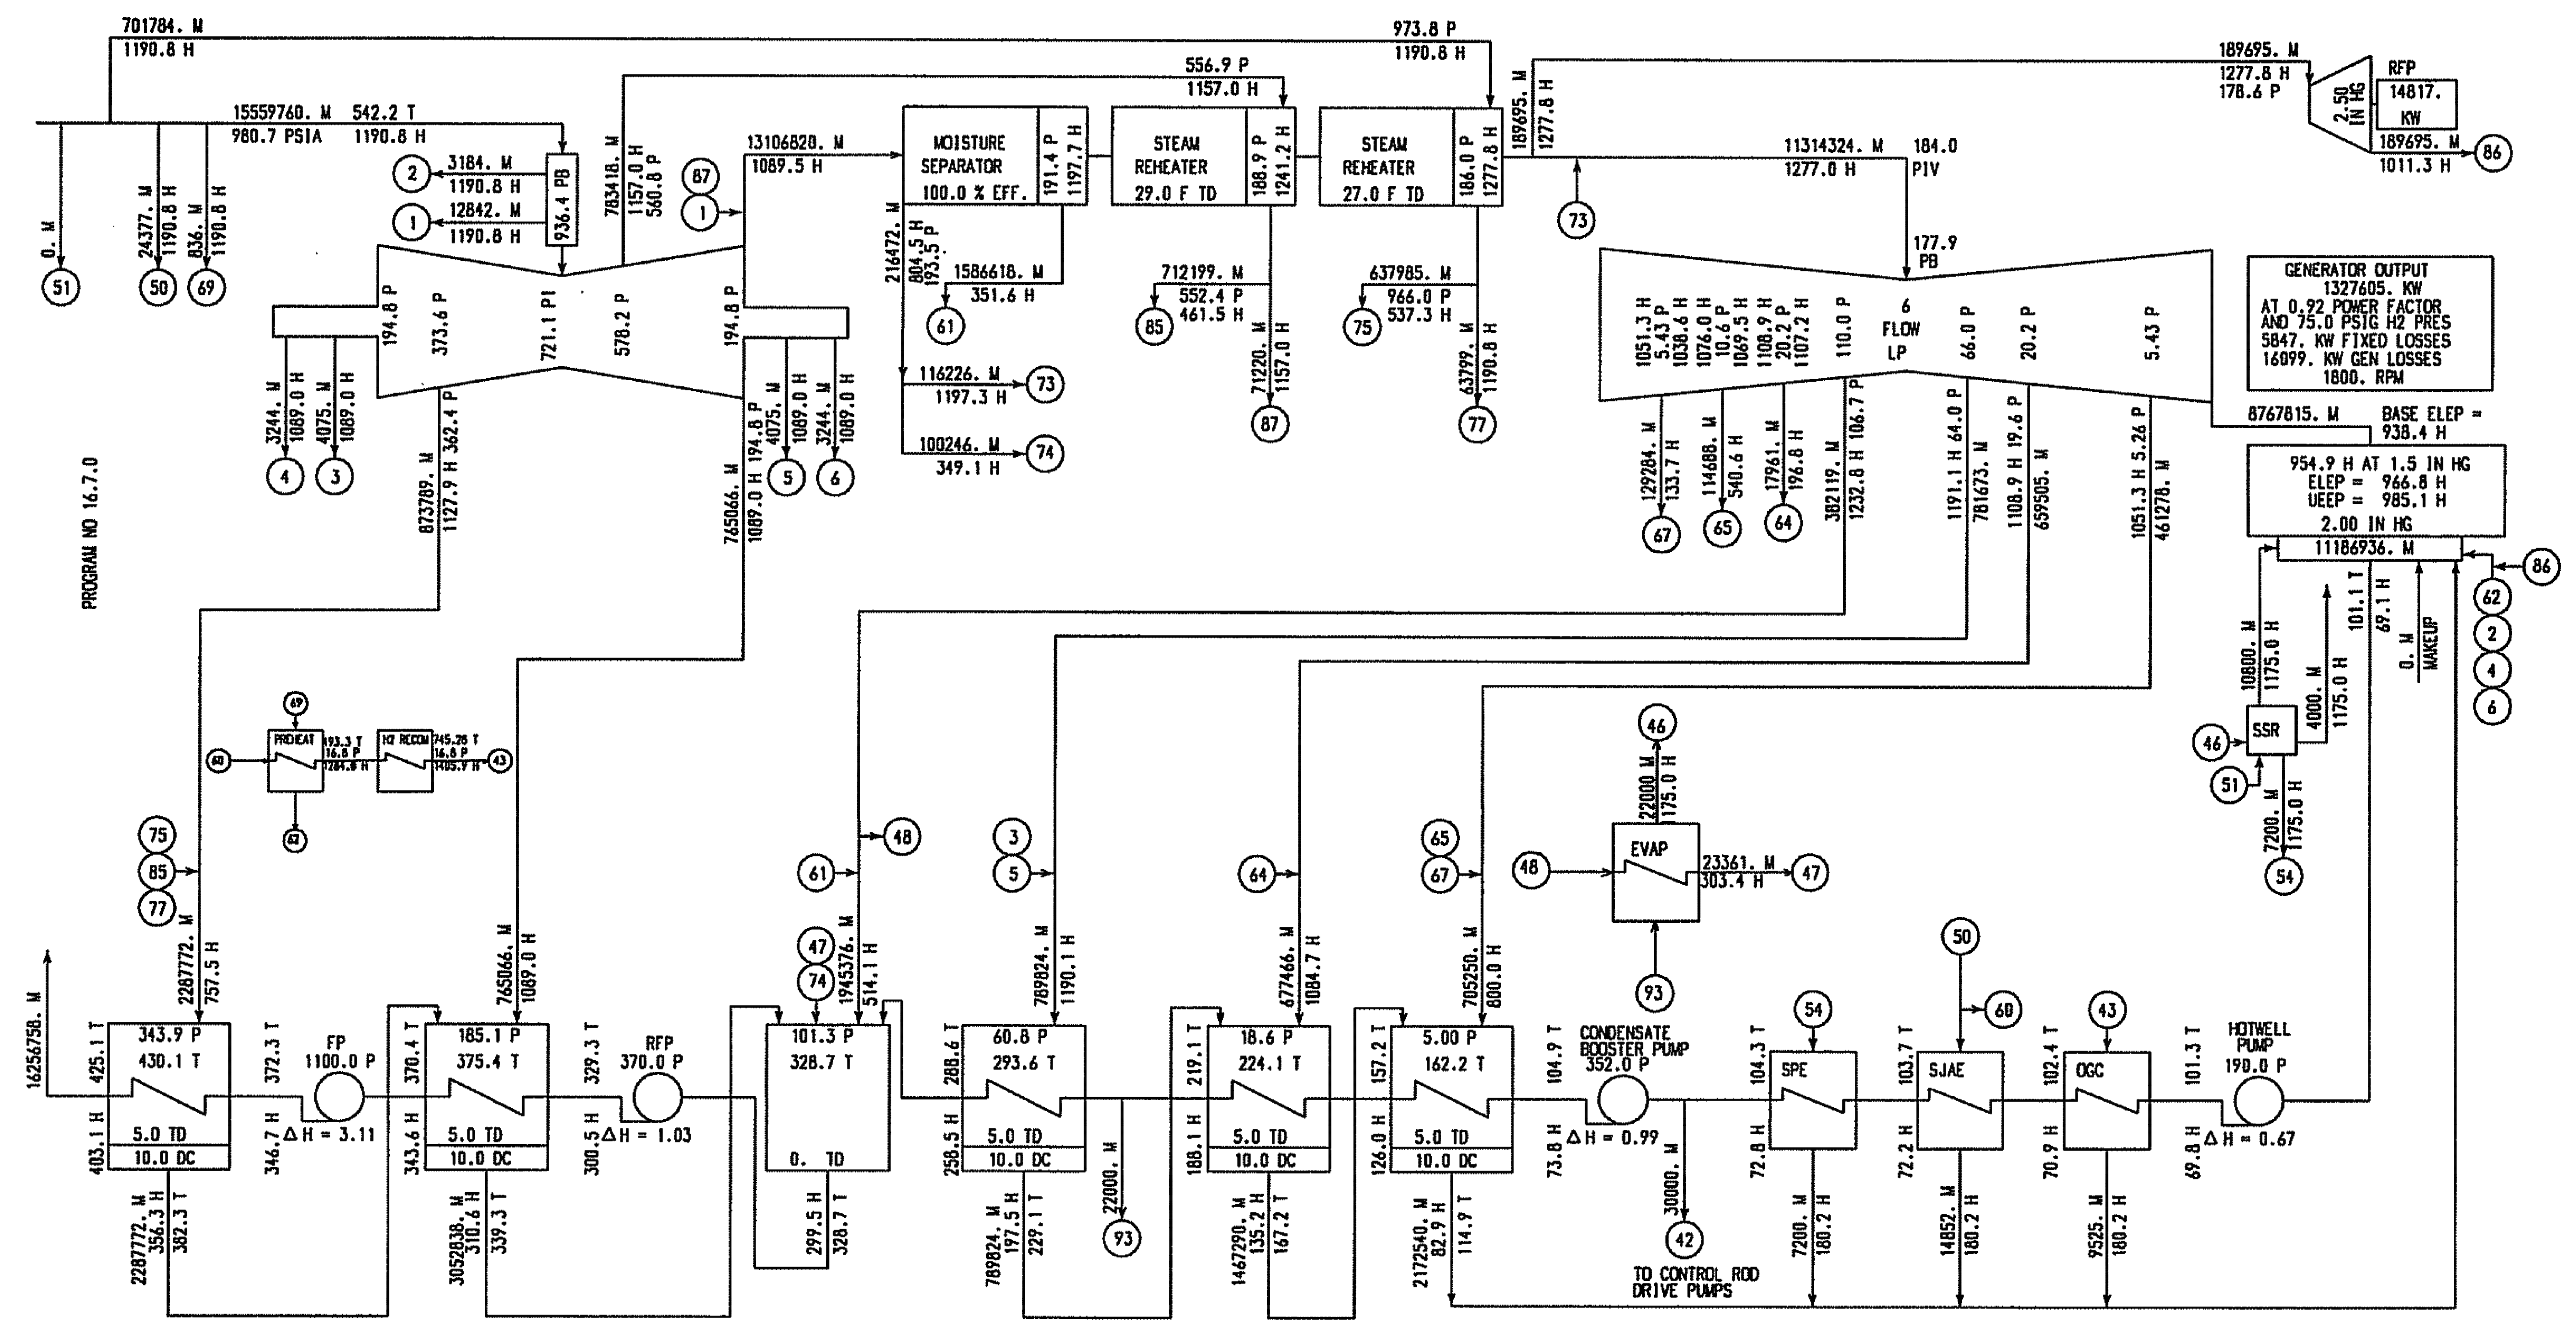 701784. M
1190.8 H
973.8 P
1190.8 H
556.9 P
1157.0 H
15559760. M 542.2 T
980.7 PSIA 1190.8 H
0. M
51
24377. M
1190.8 H
50
836. M
1190.8 H
69
2
3184. M
1190.8 H
1
12842. M
1190.8 H
936.4 PB
783418. M
1157.0 H
560.8 P
87
1
13106820. M
1089.5 H
MOISTURE
SEPARATOR
100.0 % EFF.
191.4 P
1197.7 H
STEAM
REHEATER
29.0 F TD
188.9 P
1241.2 H
STEAM
REHEATER
27.0 F TD
186.0 P
1277.8 H
189695. M
1277.8 H
189695. M
1277.8 H
178.6 P
2.50
IN HG
RFP
14817.
KW
189695. M
1011.3 H
86
11314324. M 184.0
1277.0 H PIV
73
177.9
PB
216472. M
804.5 H
193.5 P
1586618. M
351.6 H
61
712199. M
552.4 P
461.5 H
85
71220. M
1157.0 H
87
637985. M
966.0 P
537.3 H
75
63799. M
1190.8 H
77
116226. M
1197.3 H
73
100246. M
349.1 H
74
194.8 P
373.6 P
721.1 PI
578.2 P
194.8 P
3244. M
1089.0 H
4
4075. M
1089.0 H
3
4075. M
1089.0 H
5
3244. M
1089.0 H
6
873789. M
1127.9 H 362.4 P
765066. M
1089.0 H 194.8 P
1051.3 H
5.43 P
1038.6 H
1076.0 H
10.6 P
1069.5 H
1108.9 H
20.2 P
1107.2 H
110.0 P
6
FLOW
LP
66.0 P
20.2 P
5.43 P
129284. M
133.7 H
67
114688. M
540.6 H
65
17961. M
196.8 H
64
382119. M
1232.8 H 106.7 P
1191.1 H 64.0 P
781673. M
1108.9 H 19.6 P
659505. M
1051.3 H 5.26 P
461278. M
GENERATOR OUTPUT
1327605. KW
AT 0.92 POWER FACTOR
AND 75.0 PSIG H2 PRES
5847. KW FIXED LOSSES
16099. KW GEN LOSSES
1800. RPM
8767815. M
BASE ELEP =
938.4 H
954.9 H AT 1.5 IN HG
ELEP = 966.8 H
UEEP = 985.1 H
2.00 IN HG
11186936. M
86
62
2
4
6
101.1 T
69.1 H
0. M
MAKEUP
10800. M
1175.0 H
4000. M
1175.0 H
SSR
46
51
7200. M
1175.0 H
54
PROGRAM NO 16.7.0
69
60
PREHEAT
493.3 T
16.8 P
1284.8 H
H2 RECOM
745.28 T
16.8 P
1405.9 H
43
62
75
85
77
61
48
3
5
64
65
67
46
22000 M
1175.0 H
EVAP
48
23361. M
303.4 H
47
93
2287772. M
757.5 H
765066. M
1089.0 H
47
74
1945376. M
514.1 H
789824. M
1190.1 H
677466. M
1084.7 H
705250. M
800.0 H
50
16256758. M
425.1 T
403.1 H
343.9 P
430.1 T
5.0 TD
10.0 DC
372.3 T
346.7 H
FP
1100.0 P
ΔH = 3.11
370.4 T
343.6 H
185.1 P
375.4 T
5.0 TD
10.0 DC
329.3 T
300.5 H
RFP
370.0 P
ΔH = 1.03
101.3 P
328.7 T
0. TD
288.6 T
258.5 H
60.8 P
293.6 T
5.0 TD
10.0 DC
219.1 T
188.1 H
18.6 P
224.1 T
5.0 TD
10.0 DC
157.2 T
126.0 H
5.00 P
162.2 T
5.0 TD
10.0 DC
104.9 T
73.8 H
CONDENSATE
BOOSTER PUMP
352.0 P
ΔH = 0.99
104.3 T
72.8 H
54
SPE
103.7 T
72.2 H
60
SJAE
102.4 T
70.9 H
43
OGC
101.3 T
69.8 H
HOTWELL
PUMP
190.0 P
ΔH = 0.67
2287772. M
356.3 H
382.3 T
3052838. M
310.6 H
339.3 T
299.5 H
328.7 T
789824. M
197.5 H
229.1 T
22000. M
93
1467290. M
135.2 H
167.2 T
2172540. M
82.9 H
114.9 T
30000. M
42
TO CONTROL ROD
DRIVE PUMPS
7200. M
180.2 H
14852. M
180.2 H
9525. M
180.2 H